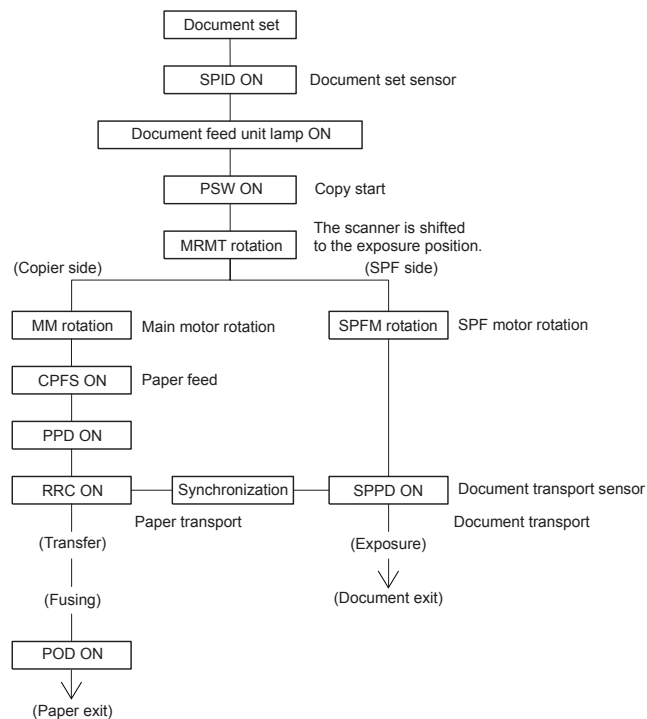 Document set
SPID ON
Document set sensor
Document feed unit lamp ON
PSW ON
Copy start
MRMT rotation
The scanner is shifted
to the exposure position.
(Copier side)
(SPF side)
MM rotation
Main motor rotation
SPFM rotation
SPF motor rotation
CPFS ON
Paper feed
PPD ON
RRC ON
Synchronization
SPPD ON
Document transport sensor
Paper transport
Document transport
(Transfer)
(Exposure)
(Fusing)
(Document exit)
POD ON
(Paper exit)